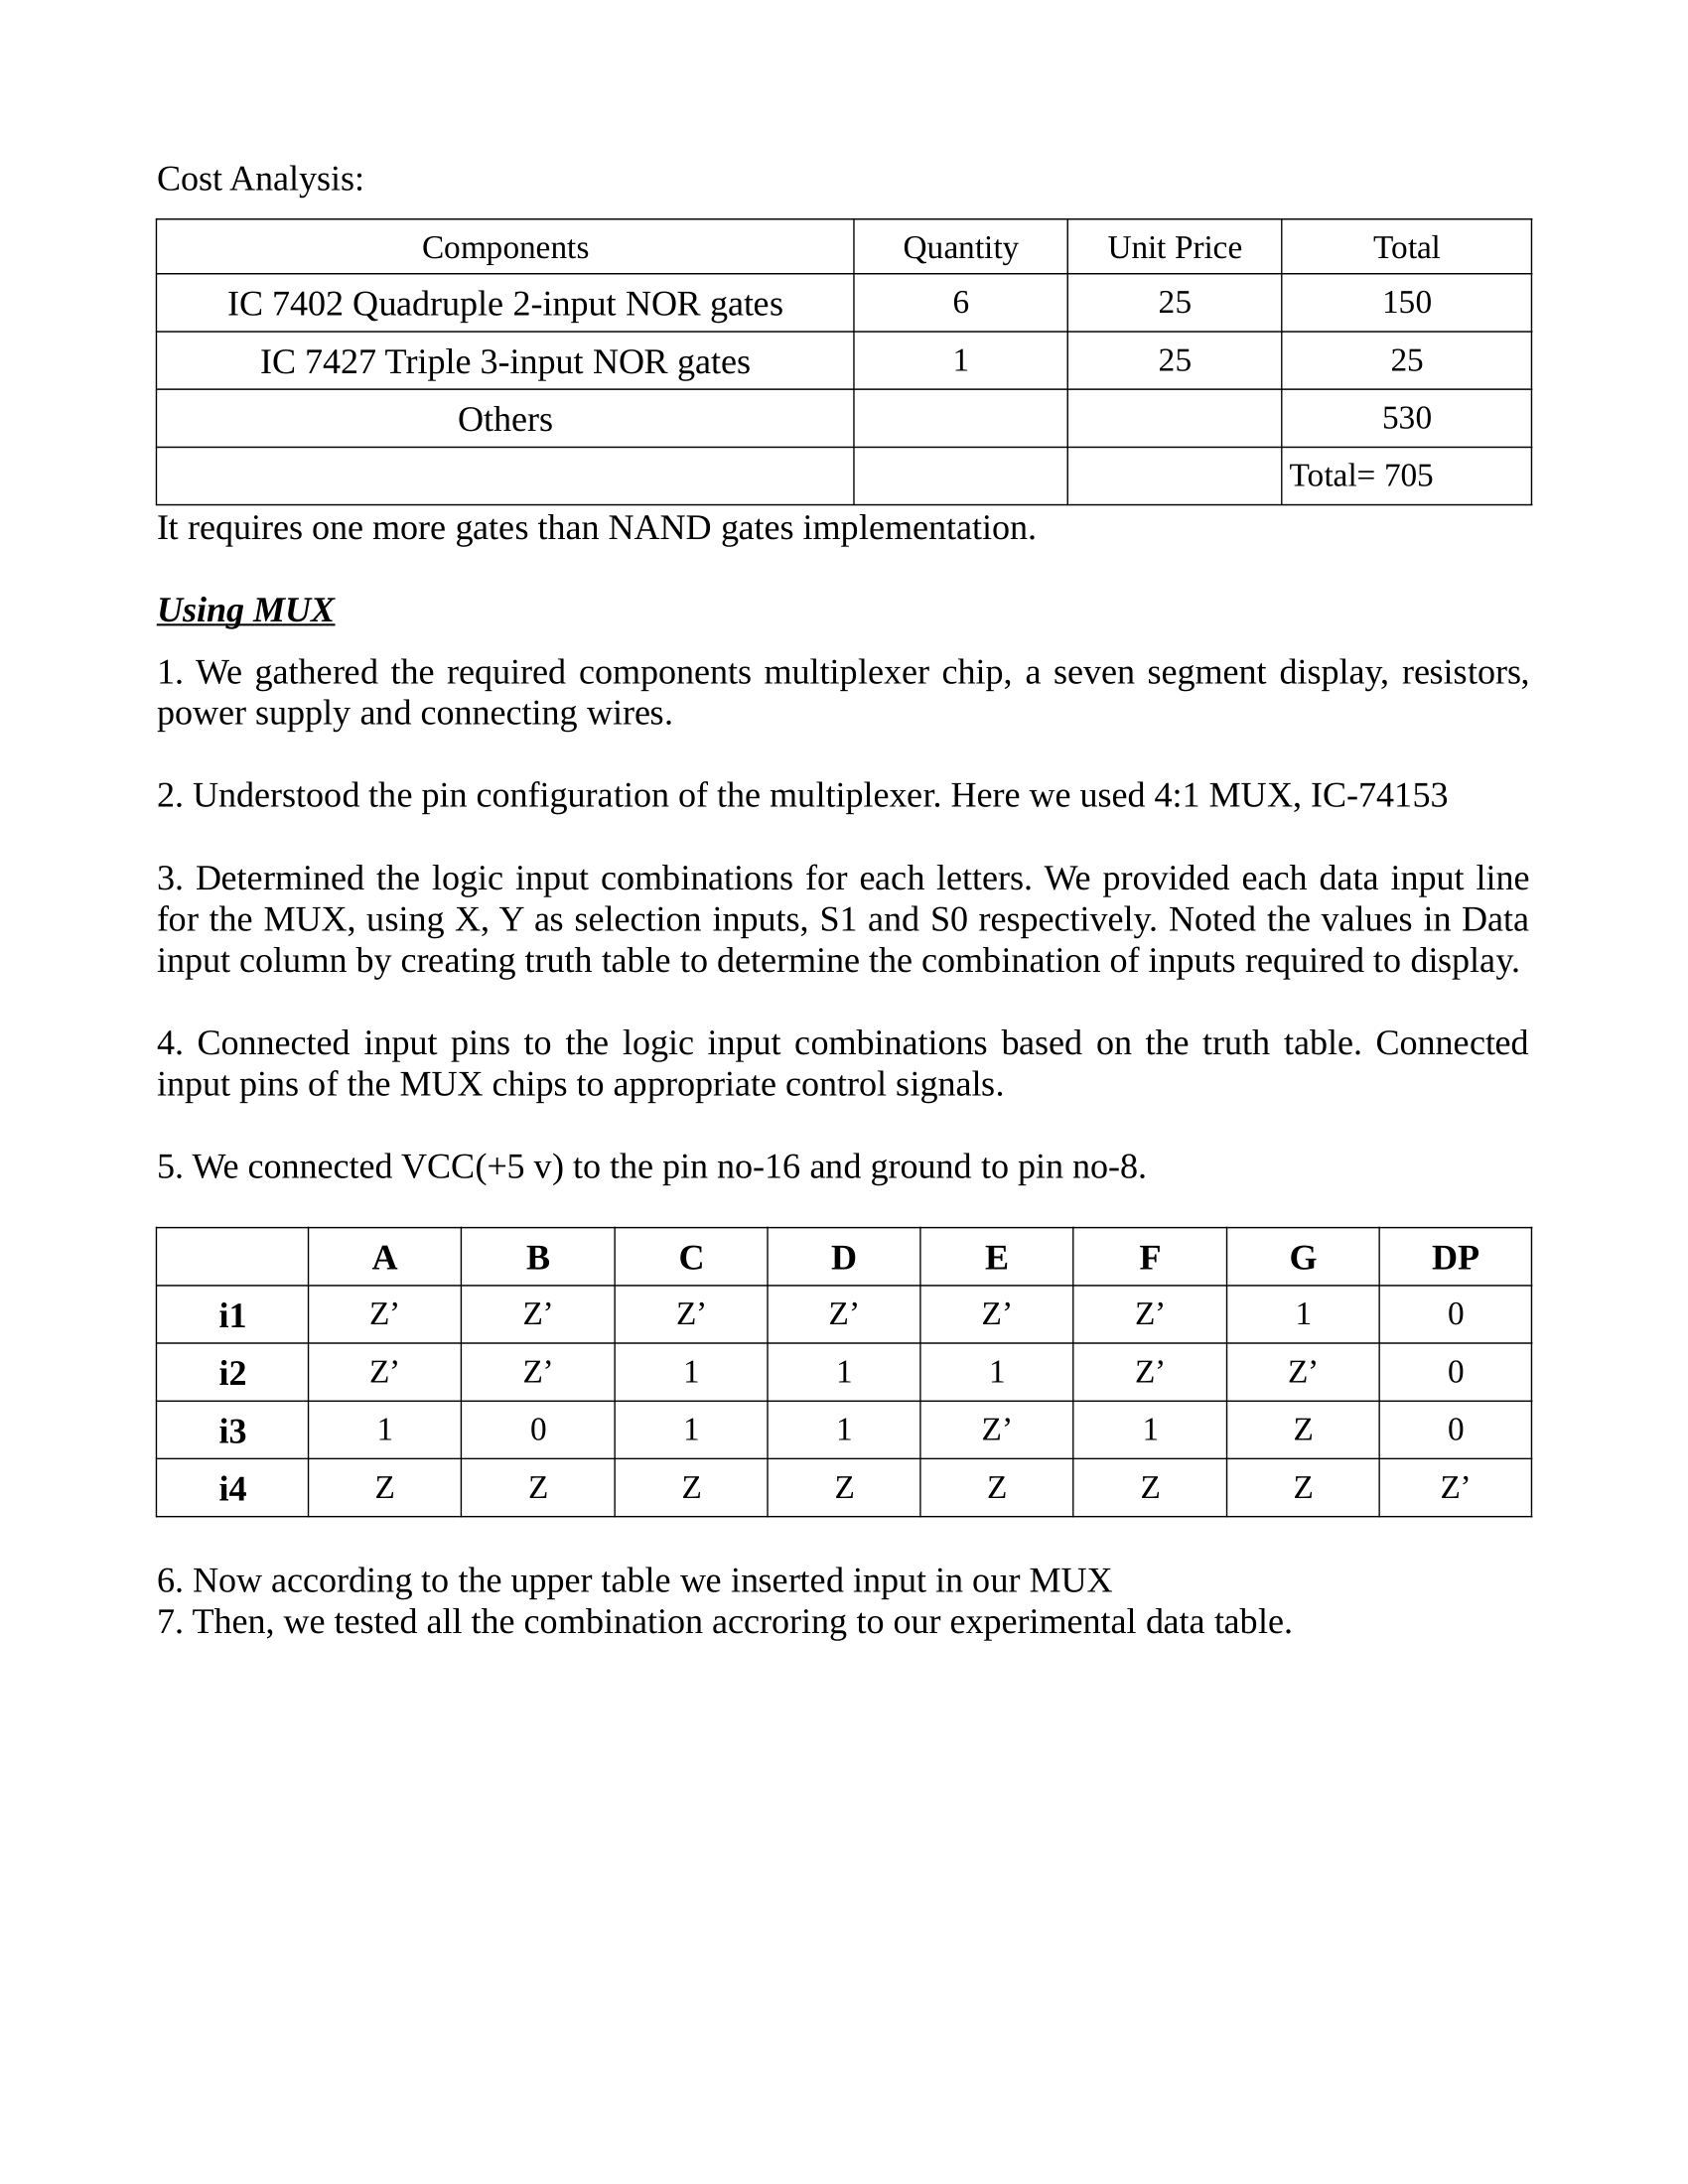 Cost Analysis:
Components Quantity Unit Price Total
IC 7402 Quadruple 2-input NOR gates 6 25 150
IC 7427 Triple 3-input NOR gates 1 25 25
Others 530
Total= 705
It requires one more gates than NAND gates implementation.
Using MUX
1. We gathered the required components multiplexer chip, a seven segment display, resistors,
power supply and connecting wires.
2. Understood the pin configuration of the multiplexer. Here we used 4:1 MUX, IC-74153
3. Determined the logic input combinations for each letters. We provided each data input line
for the MUX, using X, Y as selection inputs, S1 and S0 respectively. Noted the values in Data
input column by creating truth table to determine the combination of inputs required to display.
4. Connected input pins to the logic input combinations based on the truth table. Connected
input pins of the MUX chips to appropriate control signals.
5. We connected VCC(+5 v) to the pin no-16 and ground to pin no-8.
A B C D E F G DP
i1 Z’ Z’ Z’ Z’ Z’ Z’ 1 0
i2 Z’ Z’ 1 1 1 Z’ Z’ 0
i3 1 0 1 1 Z’ 1 Z 0
i4 Z Z Z Z Z Z Z Z’
6. Now according to the upper table we inserted input in our MUX
7. Then, we tested all the combination accroring to our experimental data table.